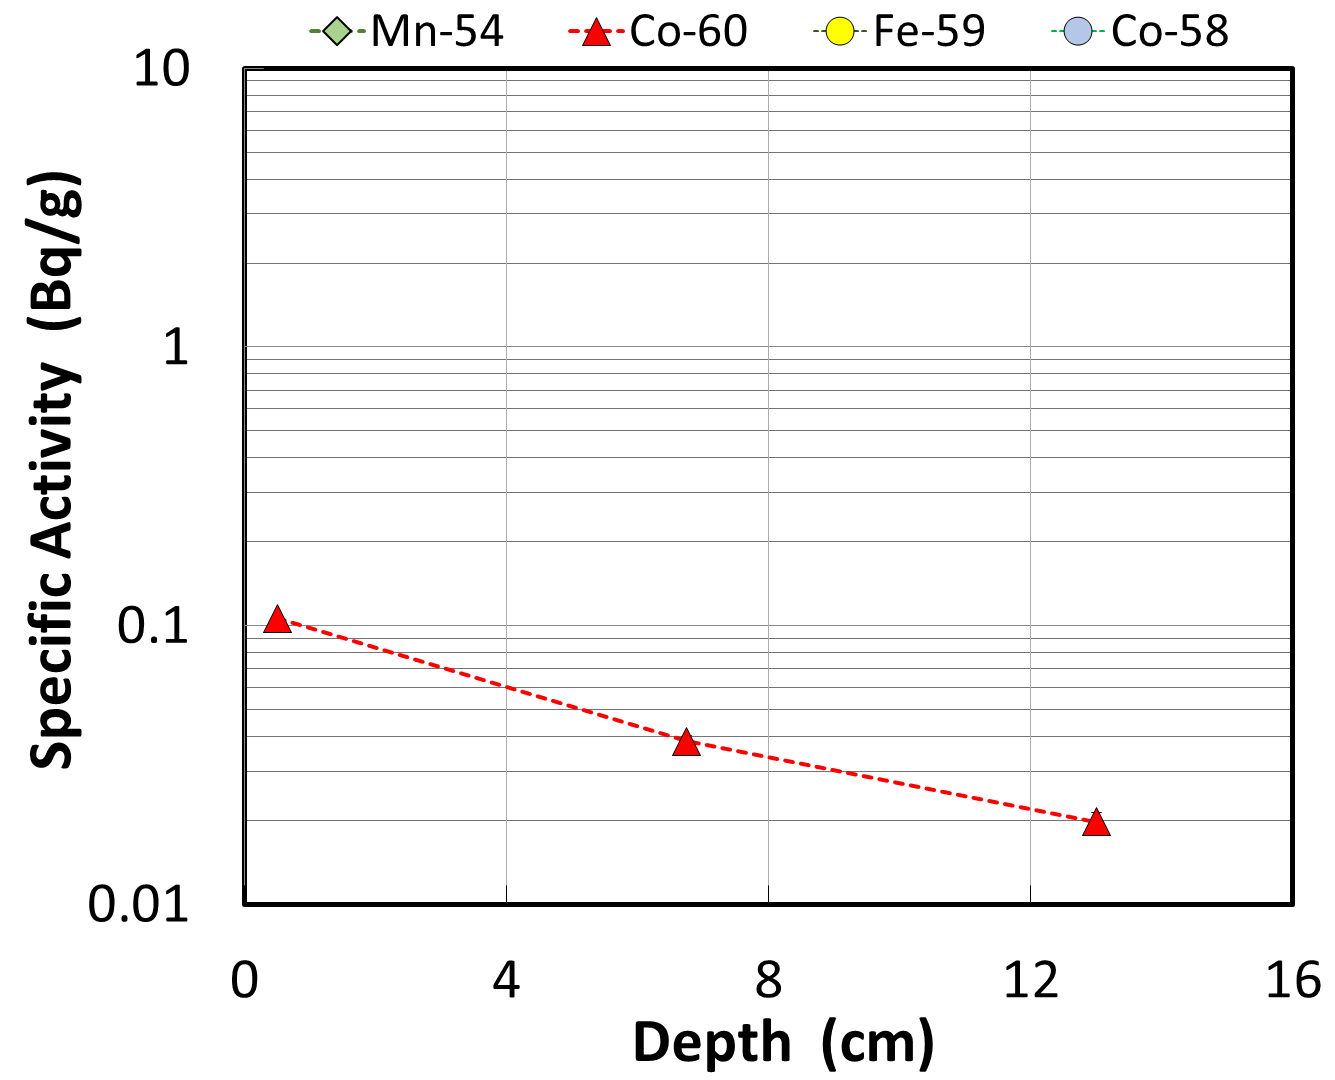 Mn-54 Co-60 Fe-59 Co-58
10
1
0.1
0.01
Specific Activity (Bq/g)
0 4 8 12 16
Depth (cm)